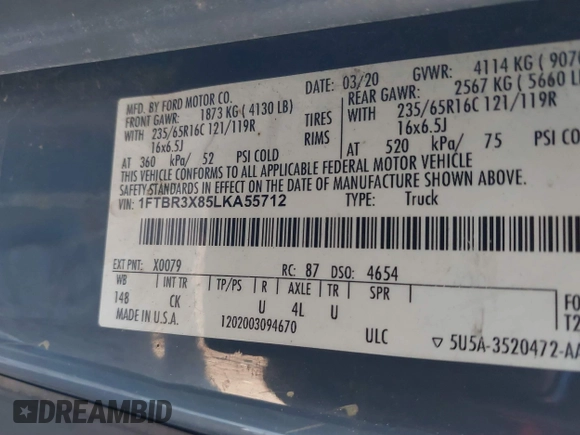 MFD. BY FORD MOTOR CO.
DATE: 03/20 GVWR: 4114 KG ( 907
FRONT GAWR: 1873 KG ( 4130 LB)
REAR GAWR: 2567 KG ( 5660 L
WITH 235/65R16C 121/119R TIRES WITH 235/65R16C 121/119R
16x6.5J RIMS 16x6.5J
AT 360 kPa/ 52 PSI COLD AT 520 kPa/ 75 PSI COLD
THIS VEHICLE CONFORMS TO ALL APPLICABLE FEDERAL MOTOR VEHICLE
SAFETY STANDARDS IN EFFECT ON THE DATE OF MANUFACTURE SHOWN ABOVE.
VIN: 1FTBR3X85LKA55712 TYPE: Truck
EXT PNT: X0079 RC: 87 DSO: 4654
WB INT TR TP/PS R AXLE TR SPR
148 CK U 4L U
MADE IN U.S.A. 1202003094670 ULC
▽ 5U5A-3520472-A
FO
T2
DREAMBID